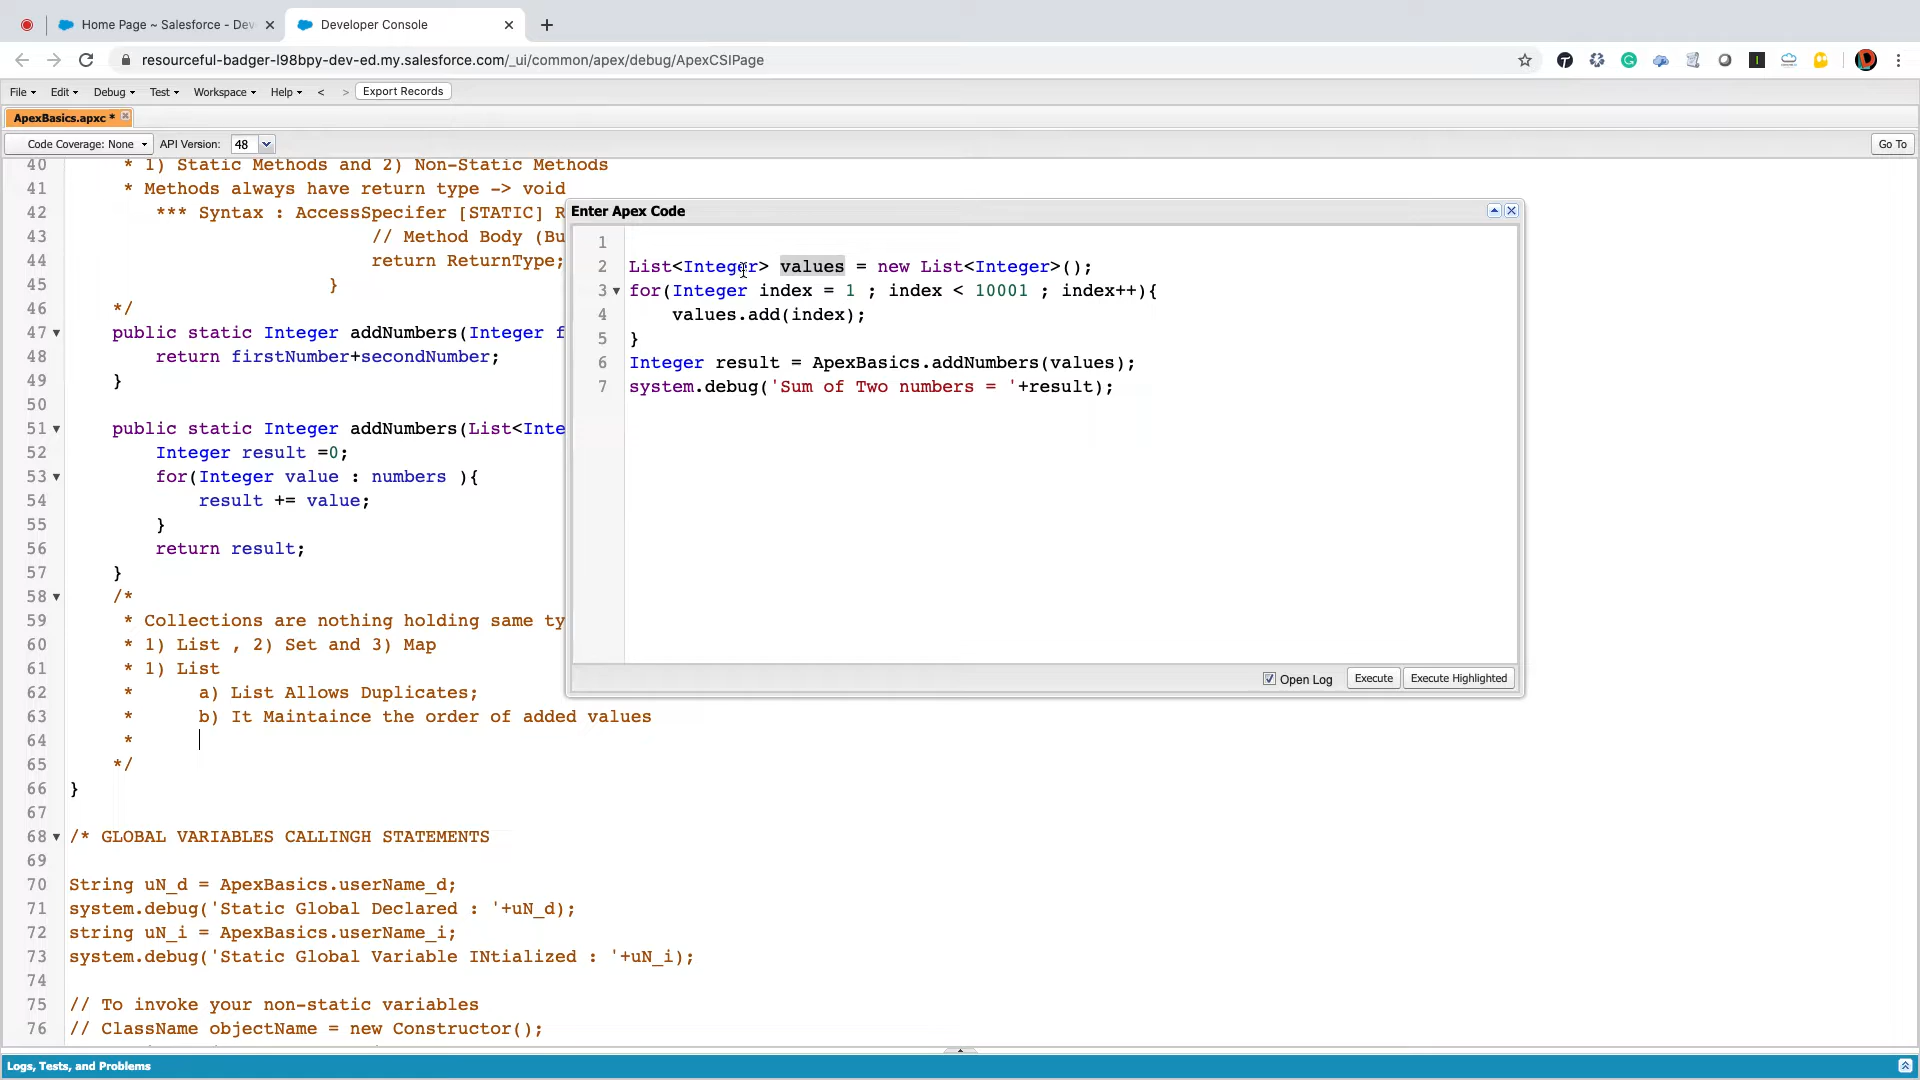 Home Page ~ Salesforce - Dev
Developer Console
resourceful-badger-l98bpy-dev-ed.my.salesforce.com/_ui/common/apex/debug/ApexCSIPage
File Edit Debug Test Workspace Help < > Export Records
ApexBasics.apxc *
Code Coverage: None API Version: 48 Go To
40 * 1) Static Methods and 2) Non-Static Methods
41 * Methods always have return type -> void
42 *** Syntax : AccessSpecifer [STATIC] R
43 // Method Body (Bu
44 return ReturnType;
45 }
46 */
47 public static Integer addNumbers(Integer f
48 return firstNumber+secondNumber;
49 }
50
51 public static Integer addNumbers(List<Inte
52 Integer result =0;
53 for(Integer value : numbers ){
54 result += value;
55 }
56 return result;
57 }
58 /*
59 * Collections are nothing holding same ty
60 * 1) List , 2) Set and 3) Map
61 * 1) List
62 * a) List Allows Duplicates;
63 * b) It Maintaince the order of added values
64 *
65 */
66 }
67
68 /* GLOBAL VARIABLES CALLINGH STATEMENTS
69
70 String uN_d = ApexBasics.userName_d;
71 system.debug('Static Global Declared : '+uN_d);
72 string uN_i = ApexBasics.userName_i;
73 system.debug('Static Global Variable INtialized : '+uN_i);
74
75 // To invoke your non-static variables
76 // ClassName objectName = new Constructor();
Enter Apex Code
1
2 List<Integer> values = new List<Integer>();
3 for(Integer index = 1 ; index < 10001 ; index++){
4 values.add(index);
5 }
6 Integer result = ApexBasics.addNumbers(values);
7 system.debug('Sum of Two numbers = '+result);
Open Log Execute Execute Highlighted
Logs, Tests, and Problems